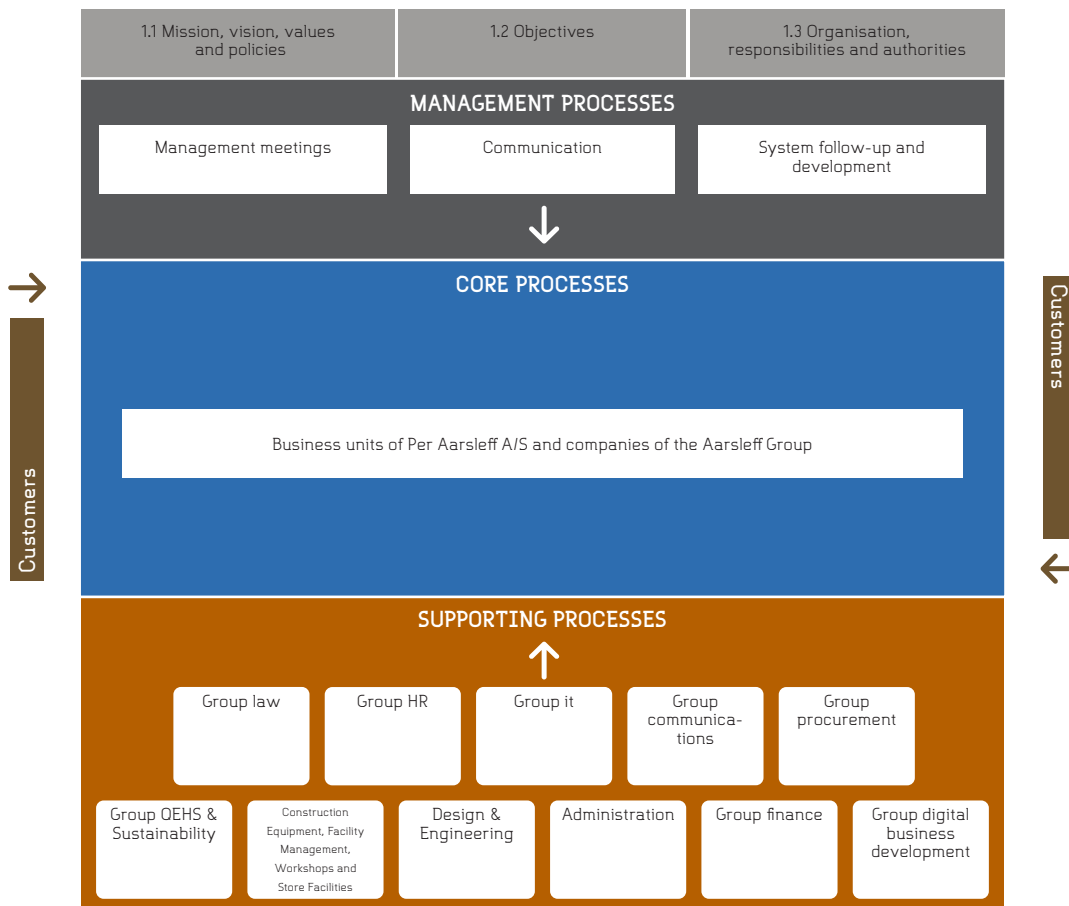 1.1 Mission, vision, values
and policies
1.2 Objectives
1.3 Organisation,
responsibilities and authorities
MANAGEMENT PROCESSES
Management meetings
Communication
System follow-up and
development
CORE PROCESSES
Customers
Customers
Business units of Per Aarsleff A/S and companies of the Aarsleff Group
SUPPORTING PROCESSES
Group law
Group HR
Group it
Group
communica-
tions
Group
procurement
Group QEHS &
Sustainability
Construction
Equipment, Facility
Management,
Workshops and
Store Facilities
Design &
Engineering
Administration
Group finance
Group digital
business
development